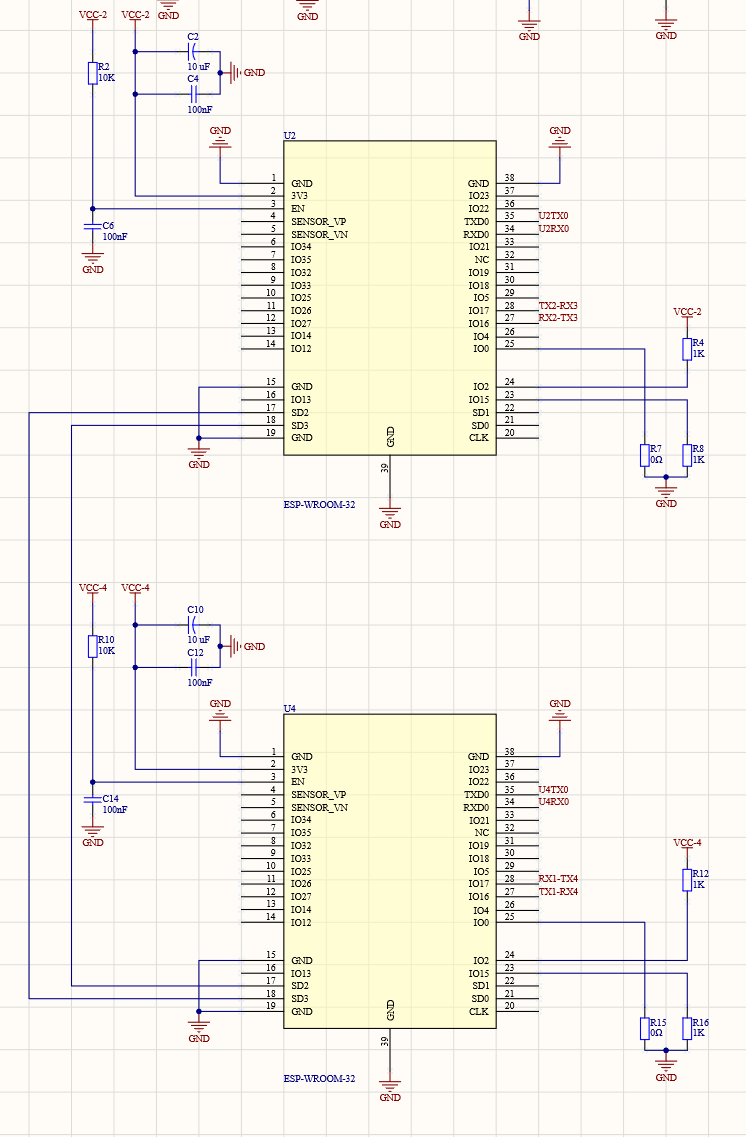 GND
GND
GND
GND
VCC-2
VCC-2
R2
10K
C2
10 uF
C4
100nF
GND
C6
100nF
GND
GND
GND
U2
1 GND
2 3V3
3 EN
4 SENSOR_VP
5 SENSOR_VN
6 IO34
7 IO35
8 IO32
9 IO33
10 IO25
11 IO26
12 IO27
13 IO14
14 IO12
15 GND
16 IO13
17 SD2
18 SD3
19 GND
GND 38
IO23 37
IO22 36
TXD0 35 U2TX0
RXD0 34 U2RX0
IO21 33
NC 32
IO19 31
IO18 30
IO5 29
IO17 28 TX2-RX3
IO16 27 RX2-TX3
IO4 26
IO0 25
IO2 24
IO15 23
SD1 22
SD0 21
CLK 20
GND
39
GND
ESP-WROOM-32
GND
VCC-2
R4
1K
R7
0Ω
R8
1K
GND
VCC-4
VCC-4
R10
10K
C10
10 uF
C12
100nF
GND
C14
100nF
GND
GND
GND
U4
1 GND
2 3V3
3 EN
4 SENSOR_VP
5 SENSOR_VN
6 IO34
7 IO35
8 IO32
9 IO33
10 IO25
11 IO26
12 IO27
13 IO14
14 IO12
15 GND
16 IO13
17 SD2
18 SD3
19 GND
GND 38
IO23 37
IO22 36
TXD0 35 U4TX0
RXD0 34 U4RX0
IO21 33
NC 32
IO19 31
IO18 30
IO5 29
IO17 28 RX1-TX4
IO16 27 TX1-RX4
IO4 26
IO0 25
IO2 24
IO15 23
SD1 22
SD0 21
CLK 20
GND
39
GND
ESP-WROOM-32
GND
VCC-4
R12
1K
R15
0Ω
R16
1K
GND